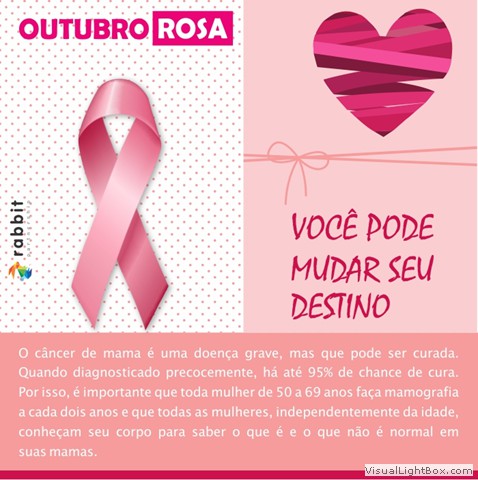 OUTUBRO ROSA
rabbit
VOCÊ PODE
MUDAR SEU
DESTINO
O câncer de mama é uma doença grave, mas que pode ser curada.
Quando diagnosticado precocemente, há até 95% de chance de cura.
Por isso, é importante que toda mulher de 50 a 69 anos faça mamografia
a cada dois anos e que todas as mulheres, independentemente da idade,
conheçam seu corpo para saber o que é e o que não é normal em
suas mamas.
VisualLightBox.com